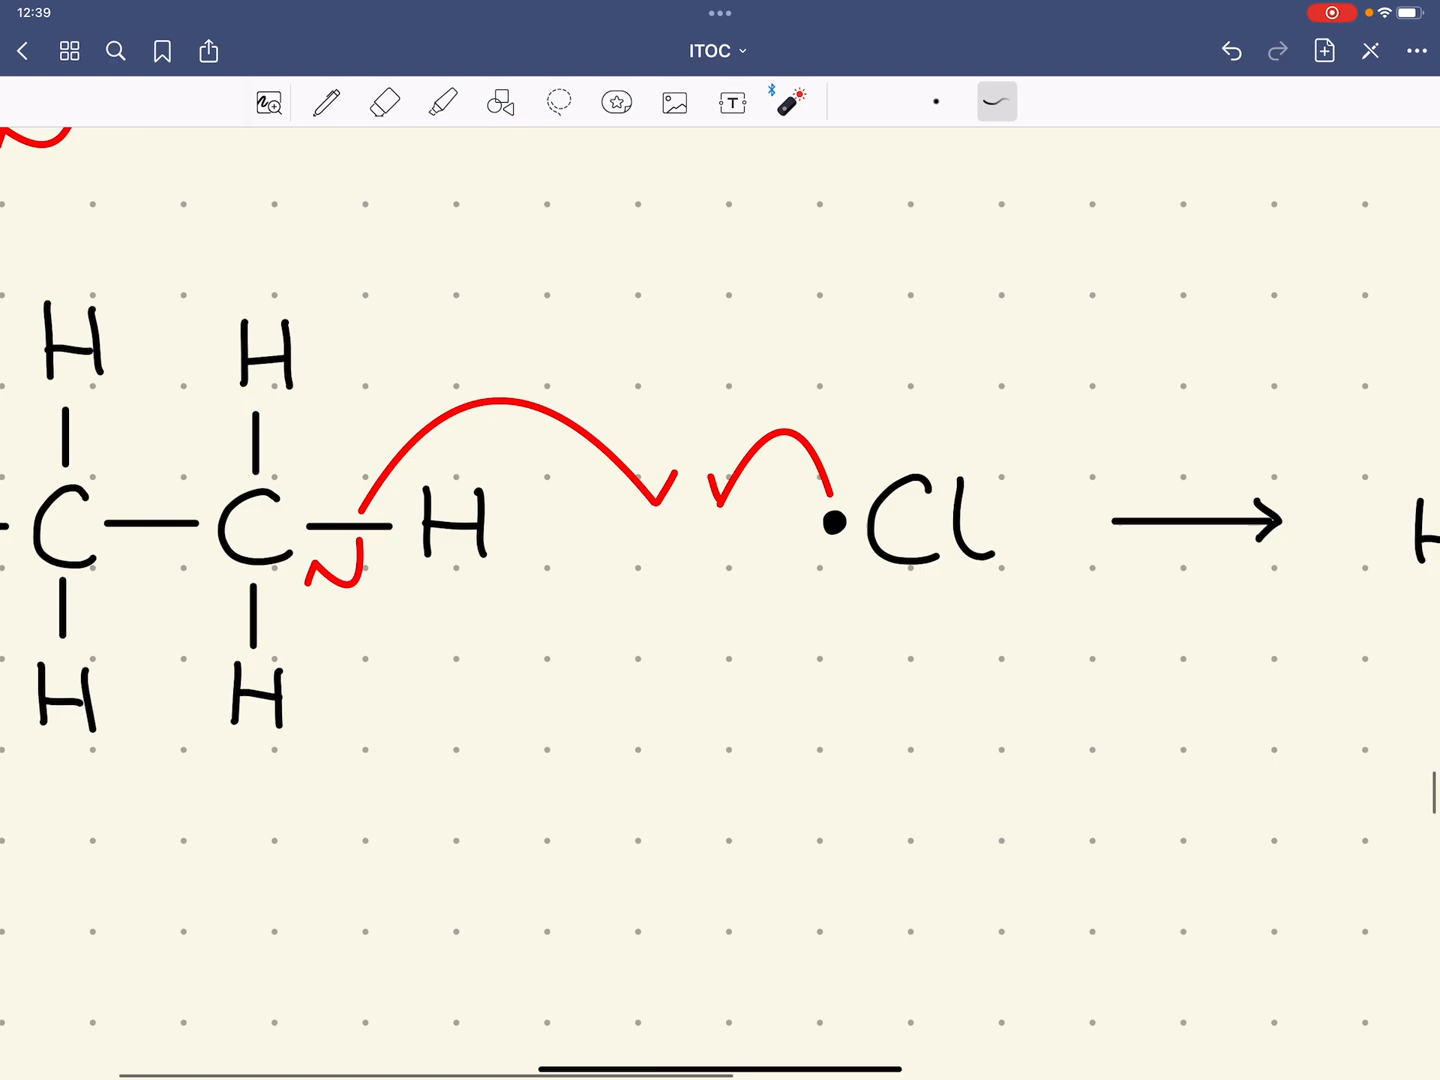 12:39
ITOC
T
H H
C C H •Cl → H
H H